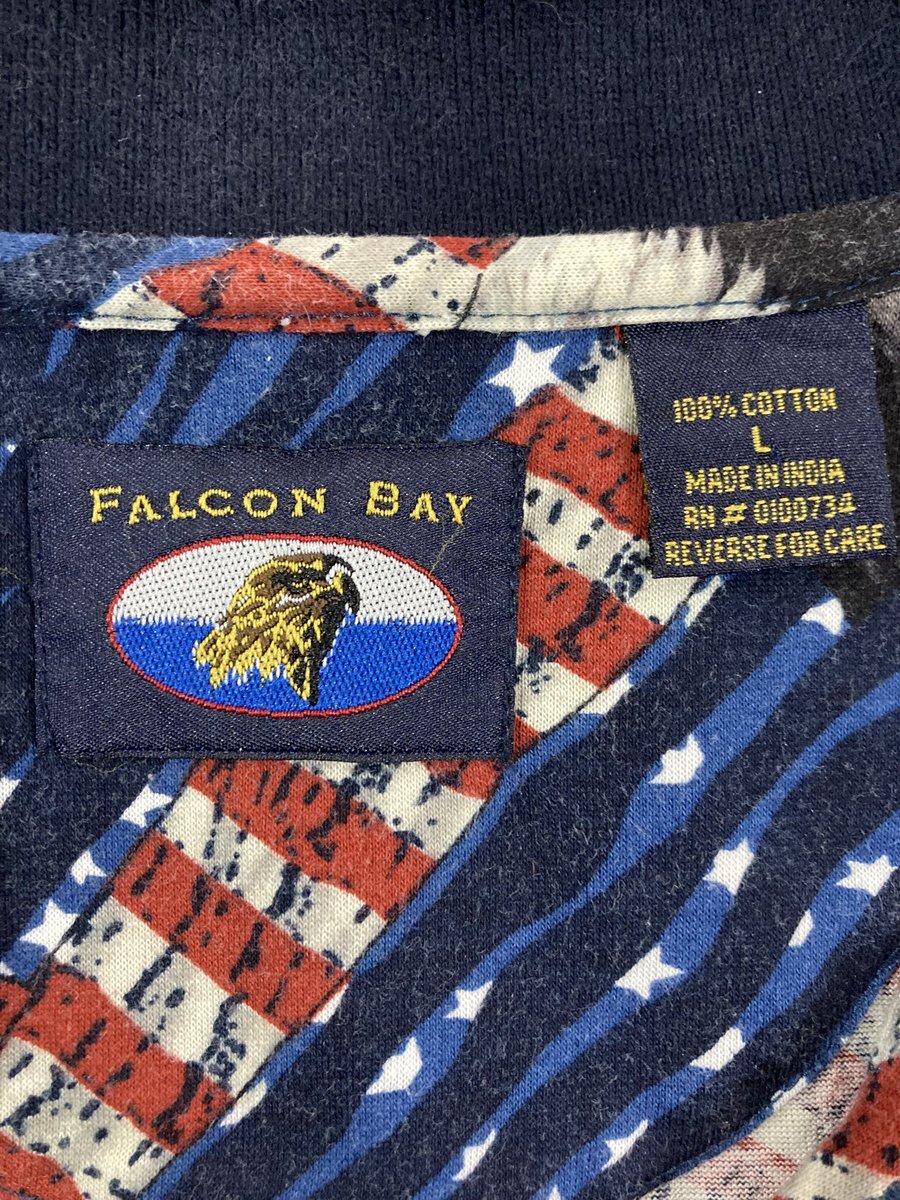 FALCON BAY
100% COTTON
L
MADE IN INDIA
RN # 0100734
REVERSE FOR CARE